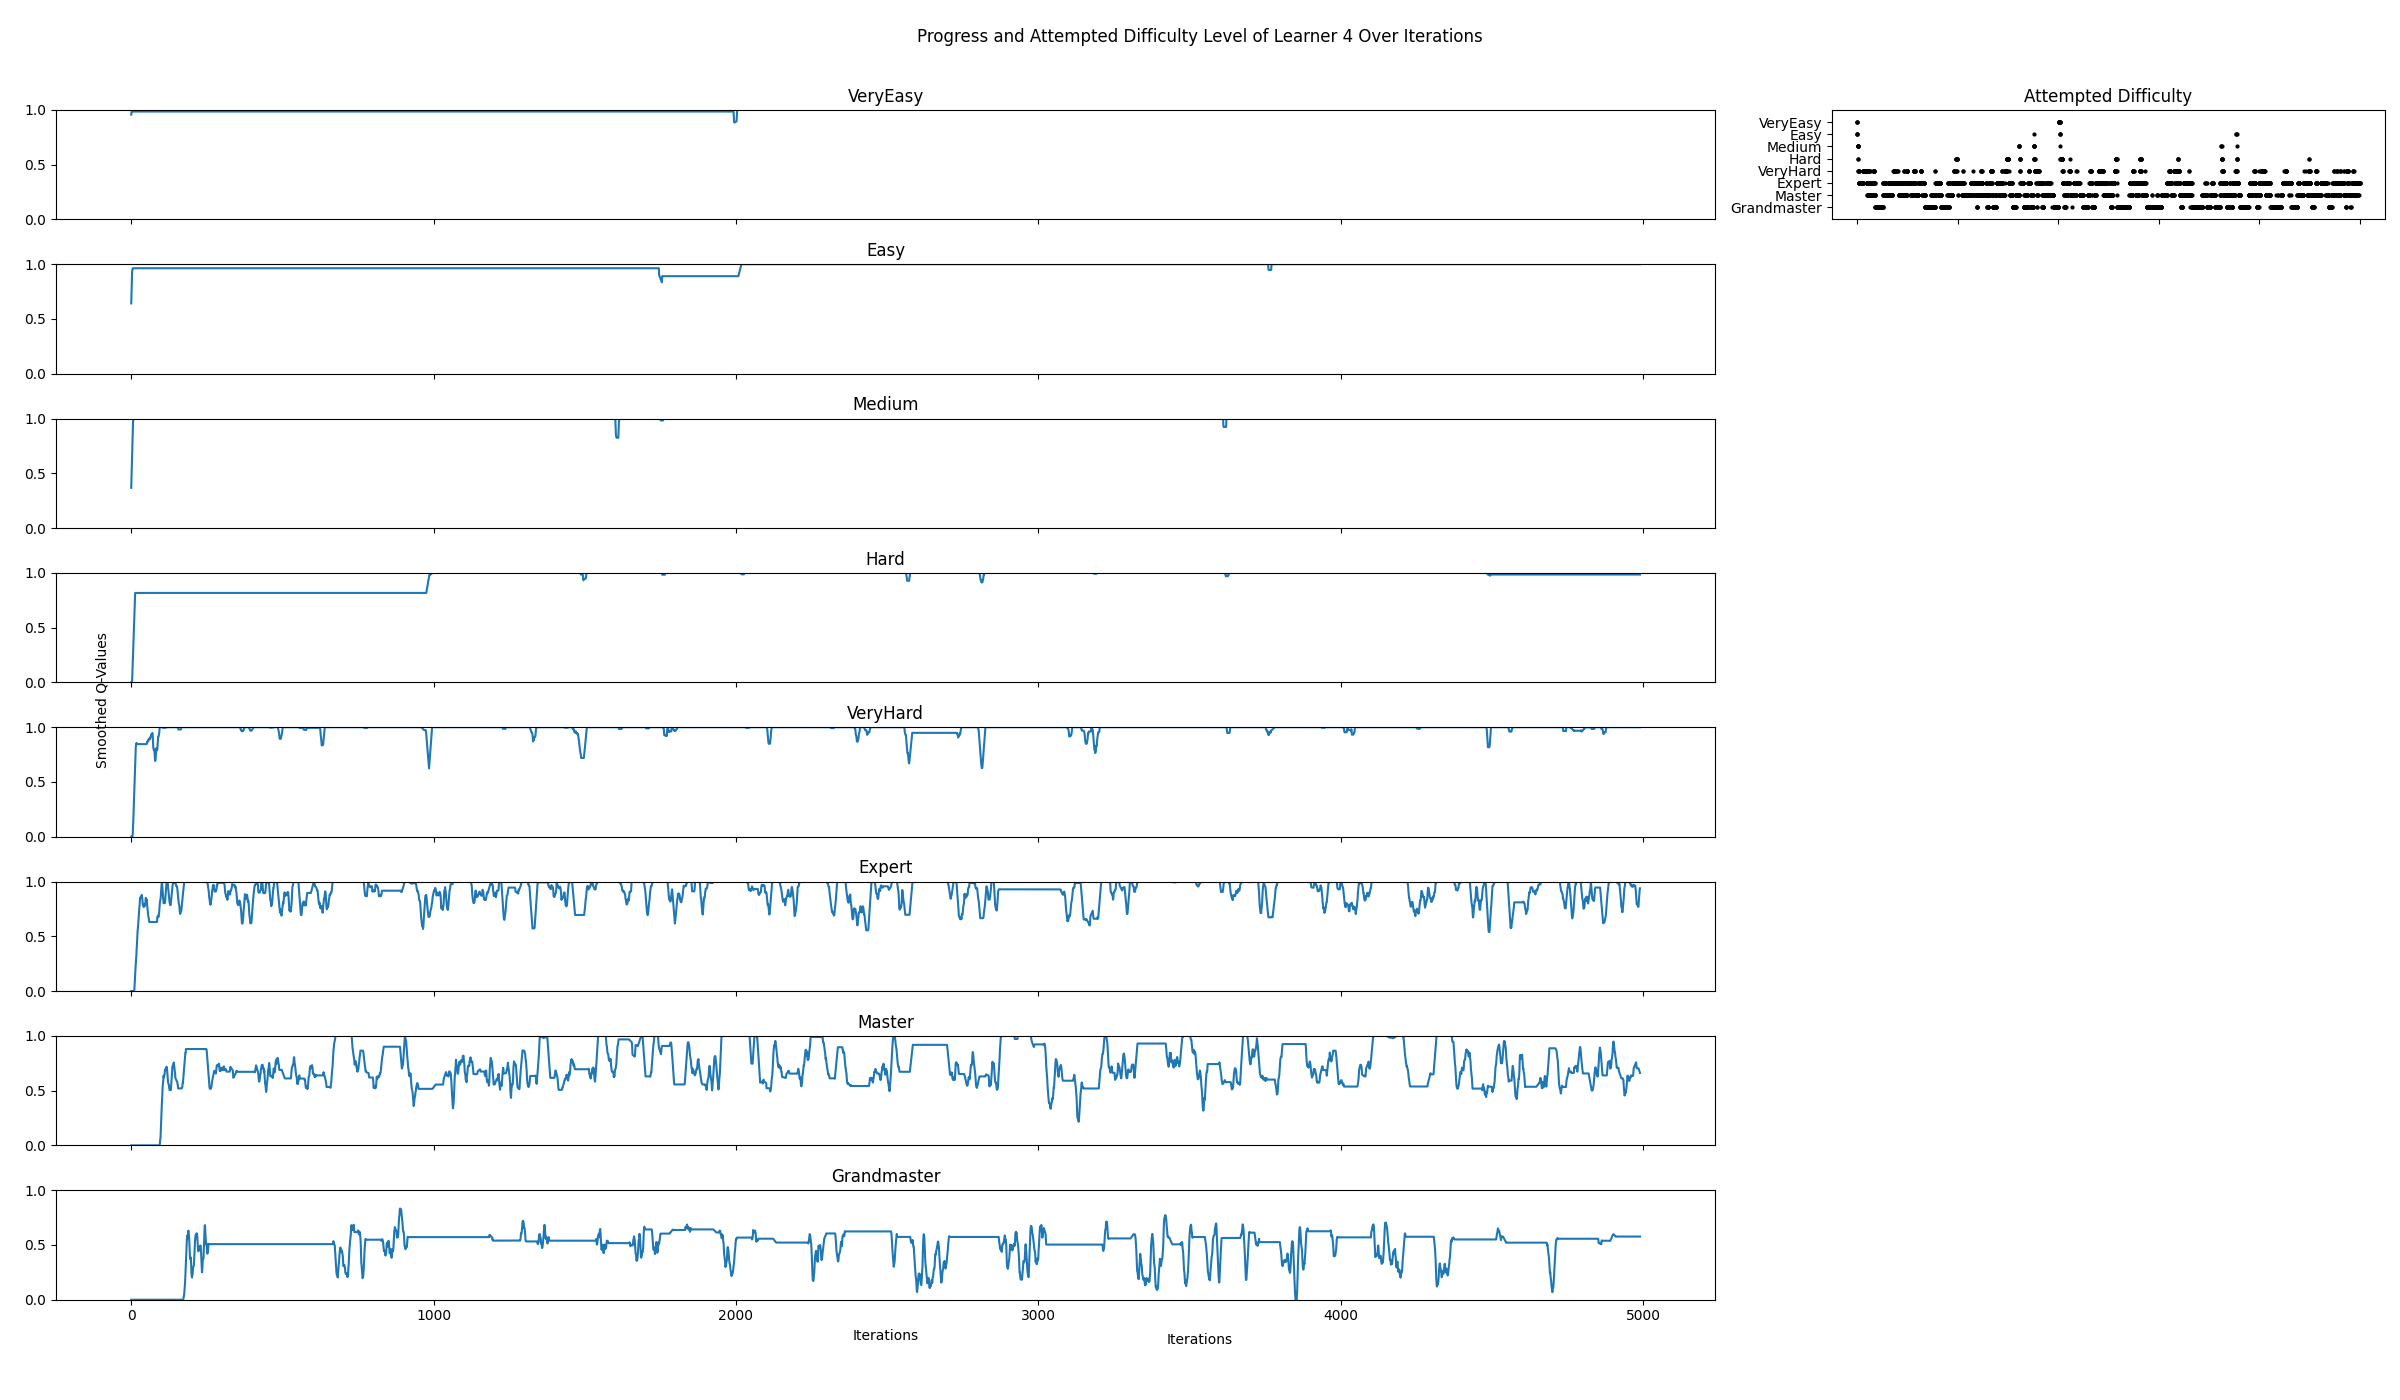 Progress and Attempted Difficulty Level of Learner 4 Over Iterations
VeryEasy
1.0
0.5
0.0
Attempted Difficulty
VeryEasy
Easy
Medium
Hard
VeryHard
Expert
Master
Grandmaster
Easy
1.0
0.5
0.0
Medium
1.0
0.5
0.0
Hard
1.0
0.5
0.0
Smoothed Q-Values
VeryHard
1.0
0.5
0.0
Expert
1.0
0.5
0.0
Master
1.0
0.5
0.0
Grandmaster
1.0
0.5
0.0
0 1000 2000 3000 4000 5000
Iterations
Iterations